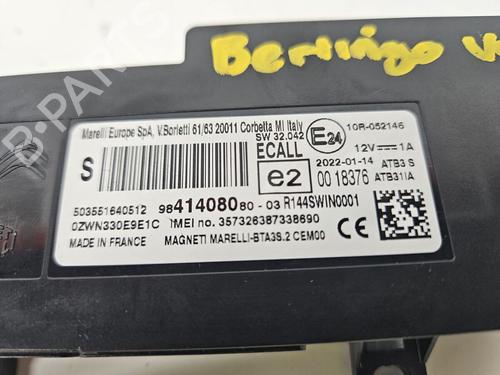 Berlingo
Marelli Europe SpA, V.Borletti 61/63 20011 Corbetta MI Italy
SW 32.042
E24
10R-052146
S
ECALL
12V 1A
e2
2022-01-14
ATB3 S
00 18376
ATB31IA
503551640512
9841408080-03 R144SWIN0001
0ZWN330E9E1C
IMEI no. 357326387338690
MADE IN FRANCE
MAGNETI MARELLI-BTA3S.2 CEM00
CE
B-PARTS